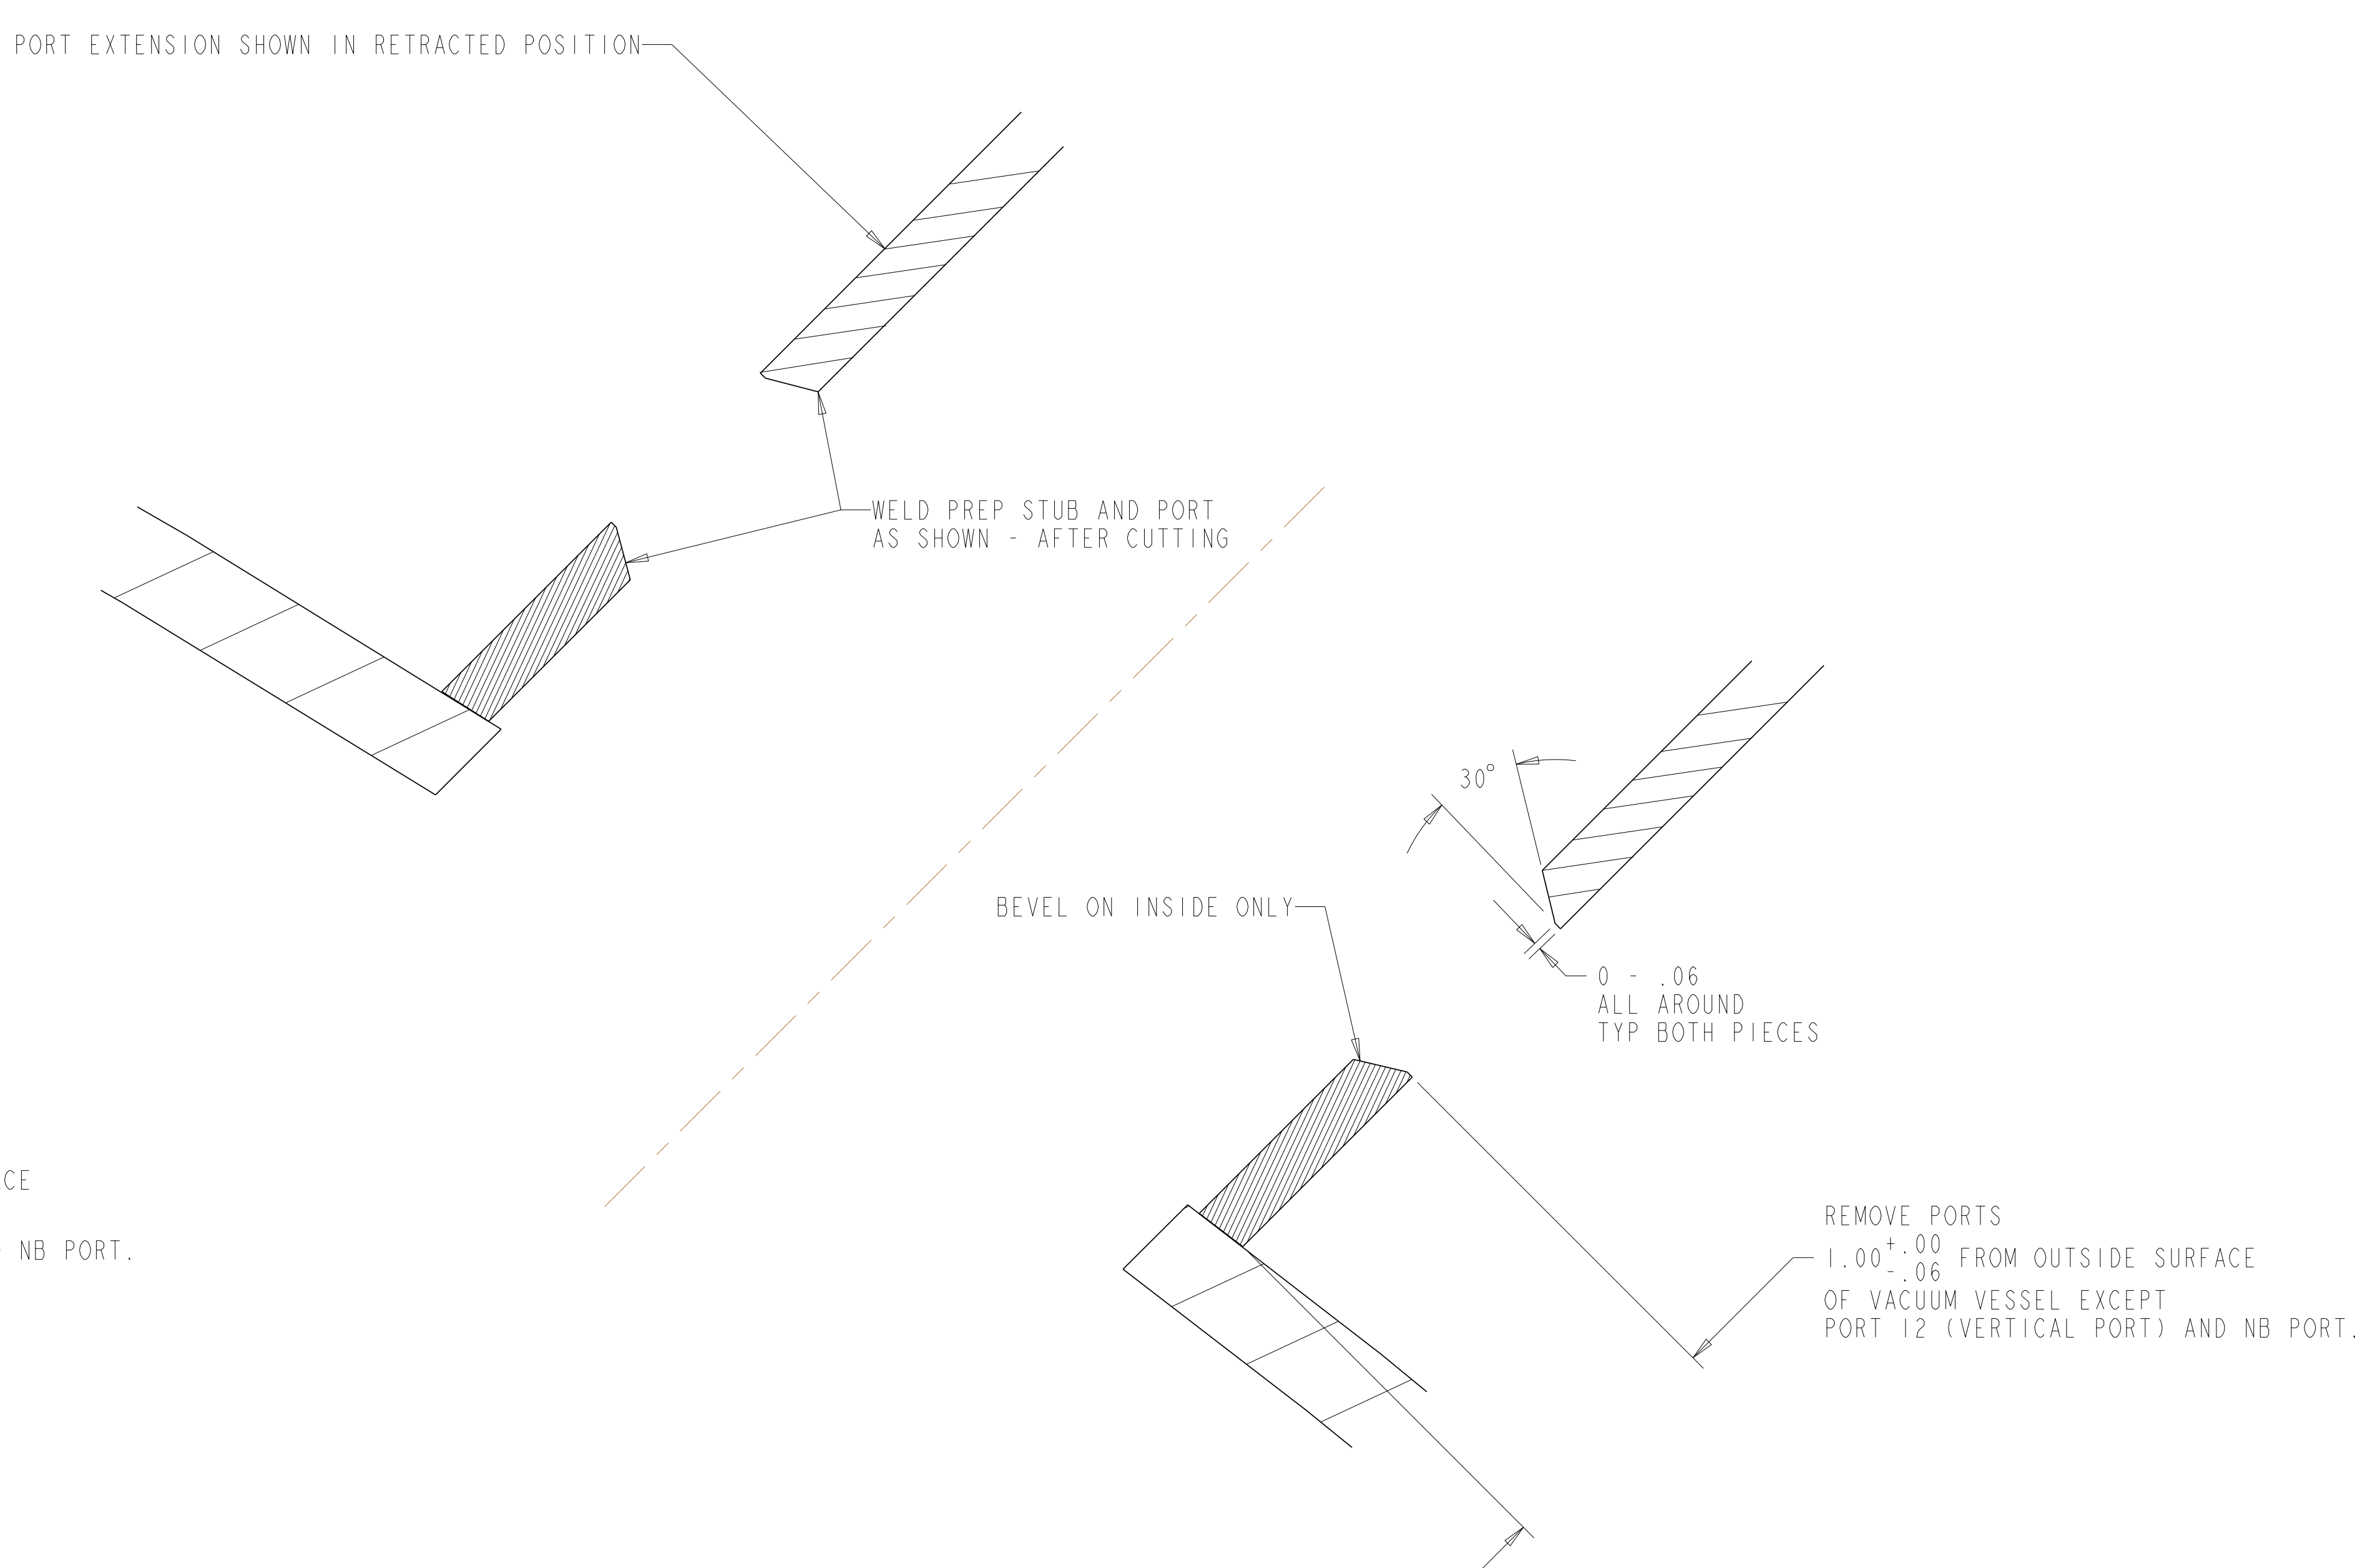 PORT EXTENSION SHOWN IN RETRACTED POSITION
WELD PREP STUB AND PORT
AS SHOWN - AFTER CUTTING
30°
BEVEL ON INSIDE ONLY
0 - .06
ALL AROUND
TYP BOTH PIECES
CE
NB PORT.
REMOVE PORTS
1.00 +.00 -.06 FROM OUTSIDE SURFACE
OF VACUUM VESSEL EXCEPT
PORT 12 (VERTICAL PORT) AND NB PORT.